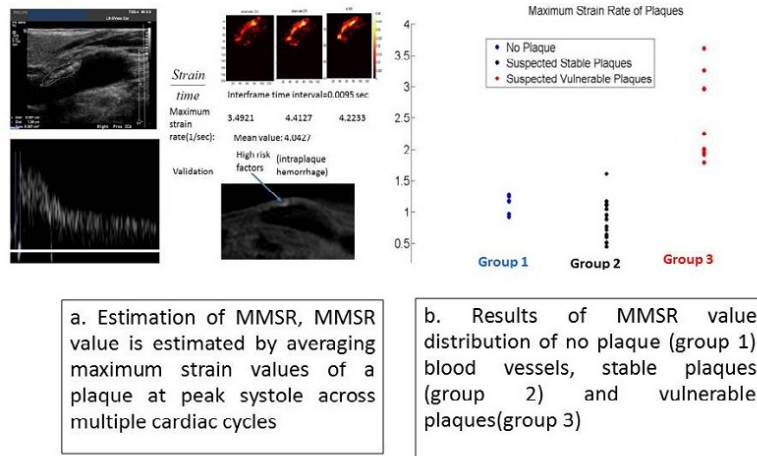 Strain
time
Interframe time interval=0.0095 sec
Maximum
strain
rate(1/sec):
3.4921 4.4127 4.2233
Mean value: 4.0427
Validation
High risk
factors
(intraplaque
hemorrhage)
Maximum Strain Rate of Plaques
No Plaque
Suspected Stable Plaques
Suspected Vulnerable Plaques
4
3.5
3
2.5
2
1.5
1
0.5
Group 1
Group 2
Group 3
a. Estimation of MMSR, MMSR
value is estimated by averaging
maximum strain values of a
plaque at peak systole across
multiple cardiac cycles
b. Results of MMSR value
distribution of no plaque (group 1)
blood vessels, stable plaques
(group 2) and vulnerable
plaques(group 3)